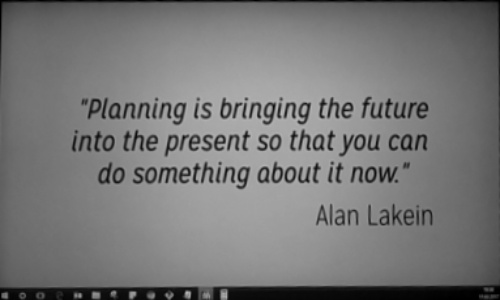 "Planning is bringing the future
into the present so that you can
do something about it now."
Alan Lakein